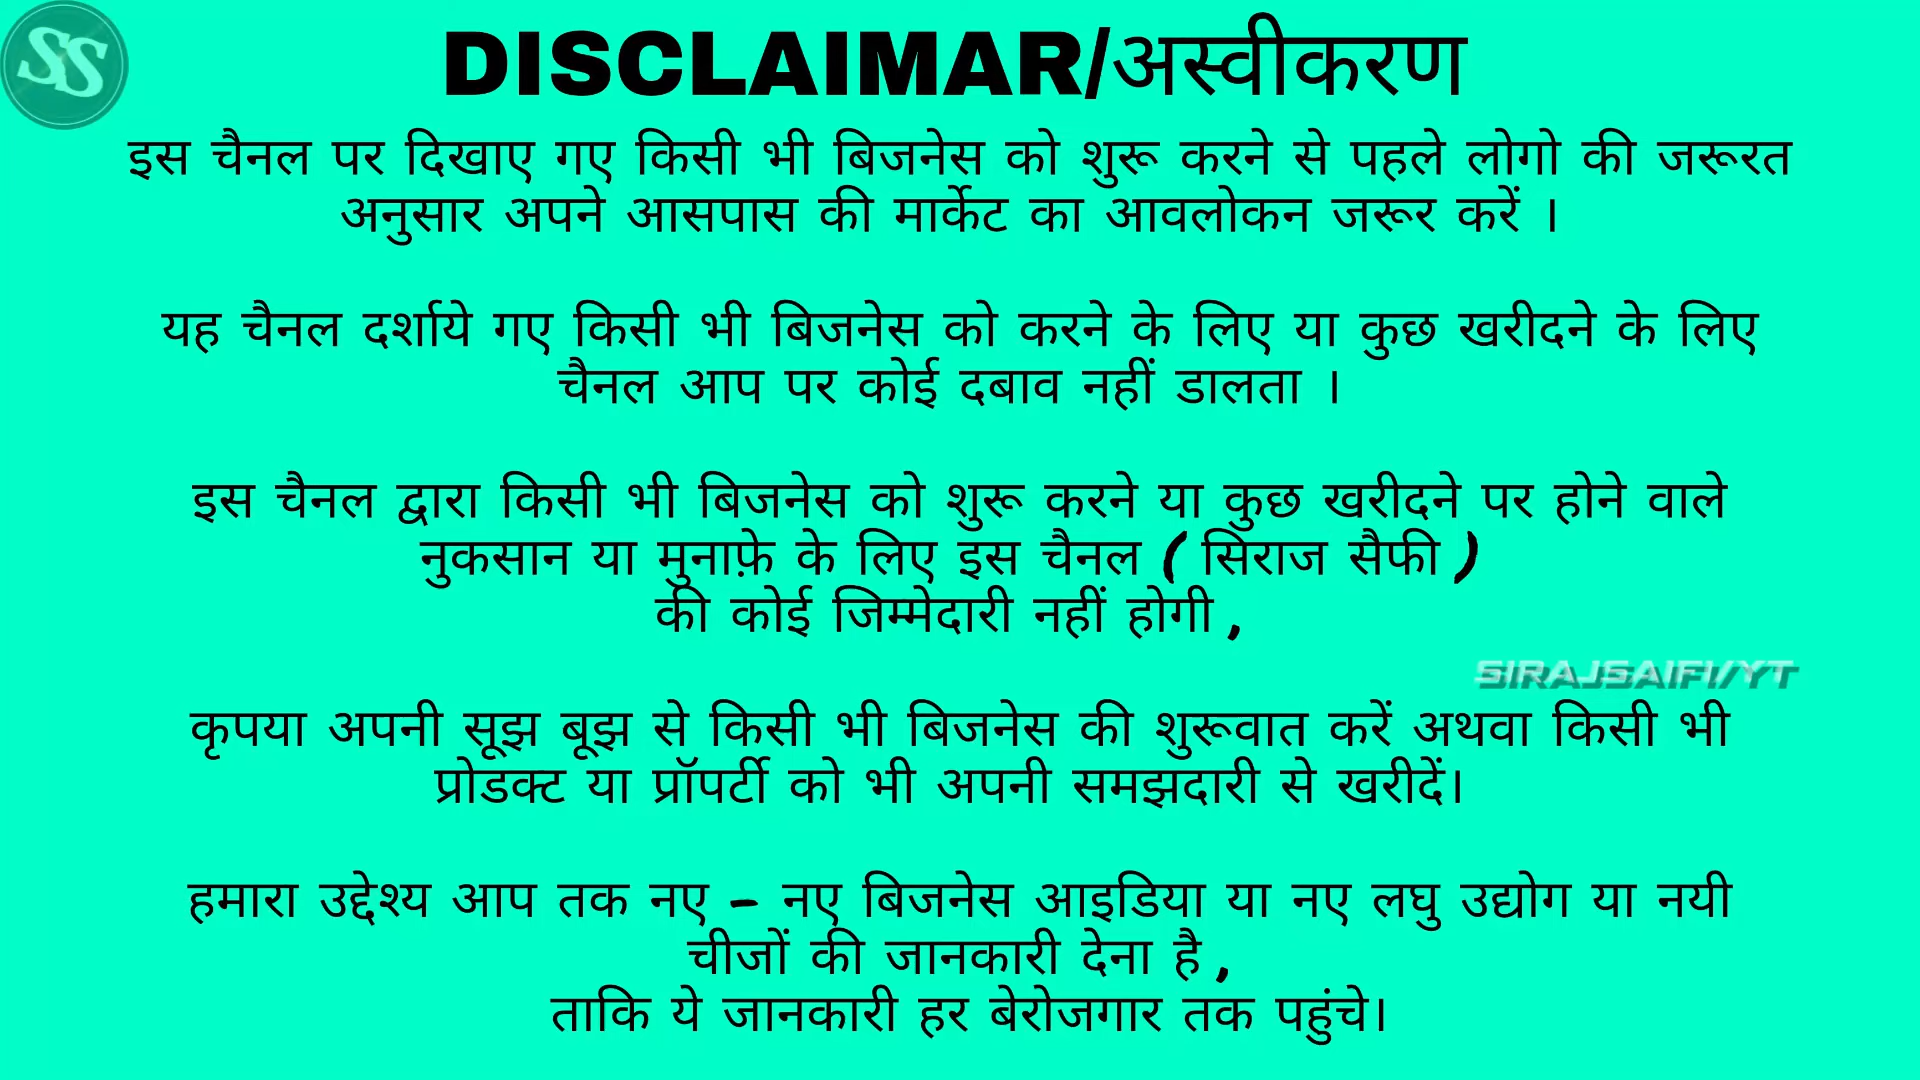 SS
DISCLAIMAR/अस्वीकरण
इस चैनल पर दिखाए गए किसी भी बिजनेस को शुरू करने से पहले लोगो की जरूरत
अनुसार अपने आसपास की मार्केट का आवलोकन जरूर करें ।
यह चैनल दर्शाये गए किसी भी बिजनेस को करने के लिए या कुछ खरीदने के लिए
चैनल आप पर कोई दबाव नहीं डालता ।
इस चैनल द्वारा किसी भी बिजनेस को शुरू करने या कुछ खरीदने पर होने वाले
नुकसान या मुनाफ़े के लिए इस चैनल ( सिराज सैफी )
की कोई जिम्मेदारी नहीं होगी ,
SIRAJSAIFI/YT
कृपया अपनी सूझ बूझ से किसी भी बिजनेस की शुरूवात करें अथवा किसी भी
प्रोडक्ट या प्रॉपर्टी को भी अपनी समझदारी से खरीदें।
हमारा उद्देश्य आप तक नए - नए बिजनेस आइडिया या नए लघु उद्योग या नयी
चीजों की जानकारी देना है ,
ताकि ये जानकारी हर बेरोजगार तक पहुंचे।